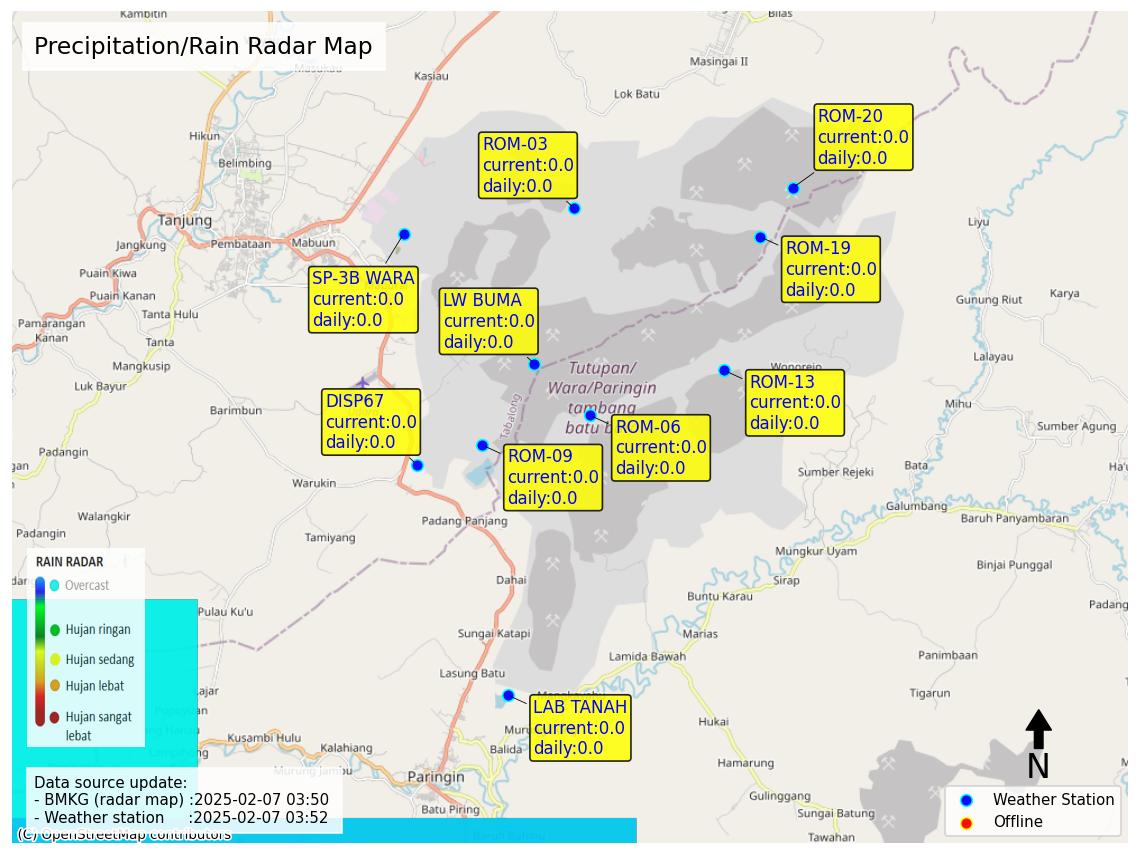 Kambitin
Bilas
Precipitation/Rain Radar Map
Masukau
Kasiau
Masingai II
Lok Batu
ROM-20
current:0.0
daily:0.0
Hikun
ROM-03
current:0.0
daily:0.0
Belimbing
Tanjung
Liyu
Jangkung
Pembataan
Mabuun
ROM-19
current:0.0
daily:0.0
Puain Kiwa
SP-3B WARA
current:0.0
daily:0.0
Puain Kanan
LW BUMA
current:0.0
daily:0.0
Gunung Riut
Karya
Tanta Hulu
Pamarangan
Kanan
Tanta
Lalayau
Mangkusip
Tutupan/
Wara/Paringin
tambang
batu b
Wonorejo
Luk Bayur
ROM-13
current:0.0
daily:0.0
DISP67
current:0.0
daily:0.0
Barimbun
Tabalong
Mihu
ROM-06
current:0.0
daily:0.0
Sumber Agung
Padangin
ROM-09
current:0.0
daily:0.0
gan
Bata
Ha
Sumber Rejeki
Warukin
Galumbang
Walangkir
Padang Panjang
Baruh Panyambaran
Padangin
Tamiyang
Mungkur Uyam
RAIN RADAR
Binjai Punggal
Overcast
Dahai
Sirap
Buntu Karau
Padang
Pulau Ku'u
Hujan ringan
Sungai Katapi
Marias
Hujan sedang
Lamida Bawah
Panimbaan
Lasung Batu
Hujan lebat
Lajar
Tigarun
LAB TANAH
current:0.0
daily:0.0
Hujan sangat
lebat
Hukai
Kusambi Hulu
Kalahiang
Balida
Murung Jambu
Hamarung
Paringin
N
Data source update:
- BMKG (radar map) :2025-02-07 03:50
- Weather station :2025-02-07 03:52
Gulinggang
Weather Station
Batu Piring
Sungai Batung
Offline
(C) OpenStreetMap contributors
Tawahan